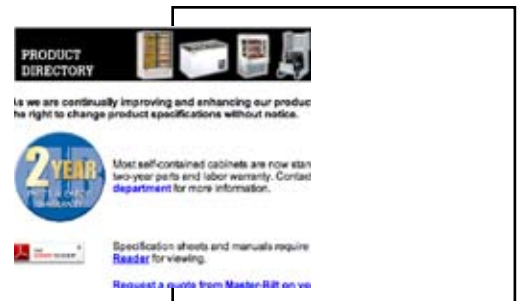 PRODUCT
DIRECTORY
As we are continually improving and enhancing our produc
he right to change product specifications without notice.
2 YEAR
Most self-contained cabinets are now stan
two-year parts and labor warranty. Contac
department for more information.
Specification sheets and manuals require
Reader for viewing.
Request a quote from Master-Bilt on yo